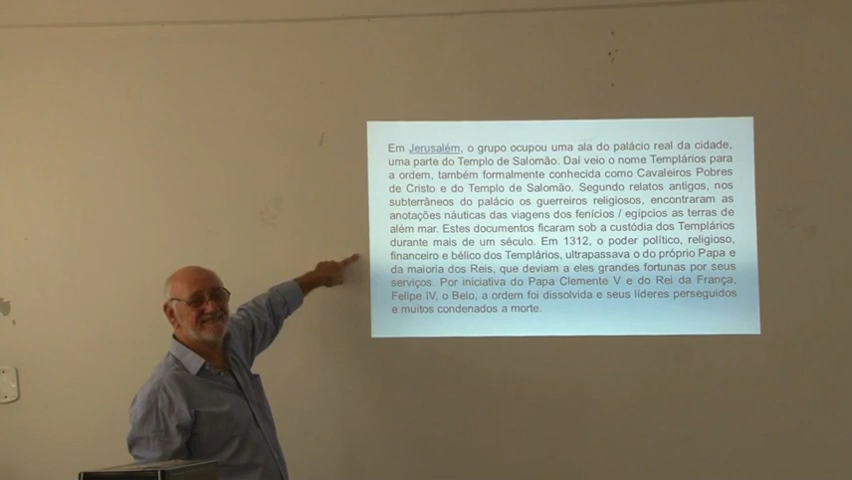 Em Jerusalém, o grupo ocupou uma ala do palácio real da cidade,
uma parte do Templo de Salomão. Daí veio o nome Templários para
a ordem, também formalmente conhecida como Cavaleiros Pobres
de Cristo e do Templo de Salomão. Segundo relatos antigos, nos
subterrâneos do palácio os guerreiros religiosos, encontraram as
anotações náuticas das viagens dos fenícios / egípcios as terras de
além mar. Estes documentos ficaram sob a custódia dos Templários
durante mais de um século. Em 1312, o poder político, religioso,
financeiro e bélico dos Templários, ultrapassava o do próprio Papa e
da maioria dos Reis, que deviam a eles grandes fortunas por seus
serviços. Por iniciativa do Papa Clemente V e do Rei da França,
Felipe IV, o Belo, a ordem foi dissolvida e seus líderes perseguidos
e muitos condenados a morte.